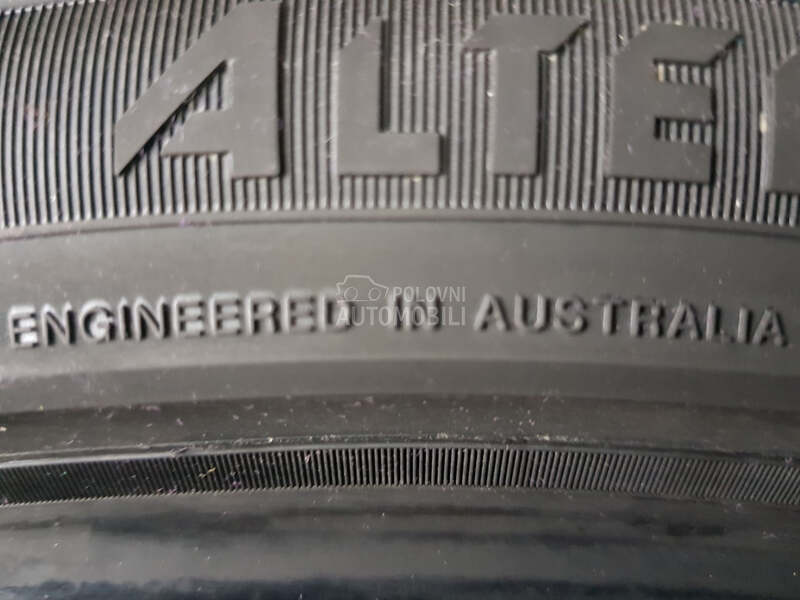 ALTE
ENGINEERED IN AUSTRALIA
POLOVNI
AUTOMOBILI